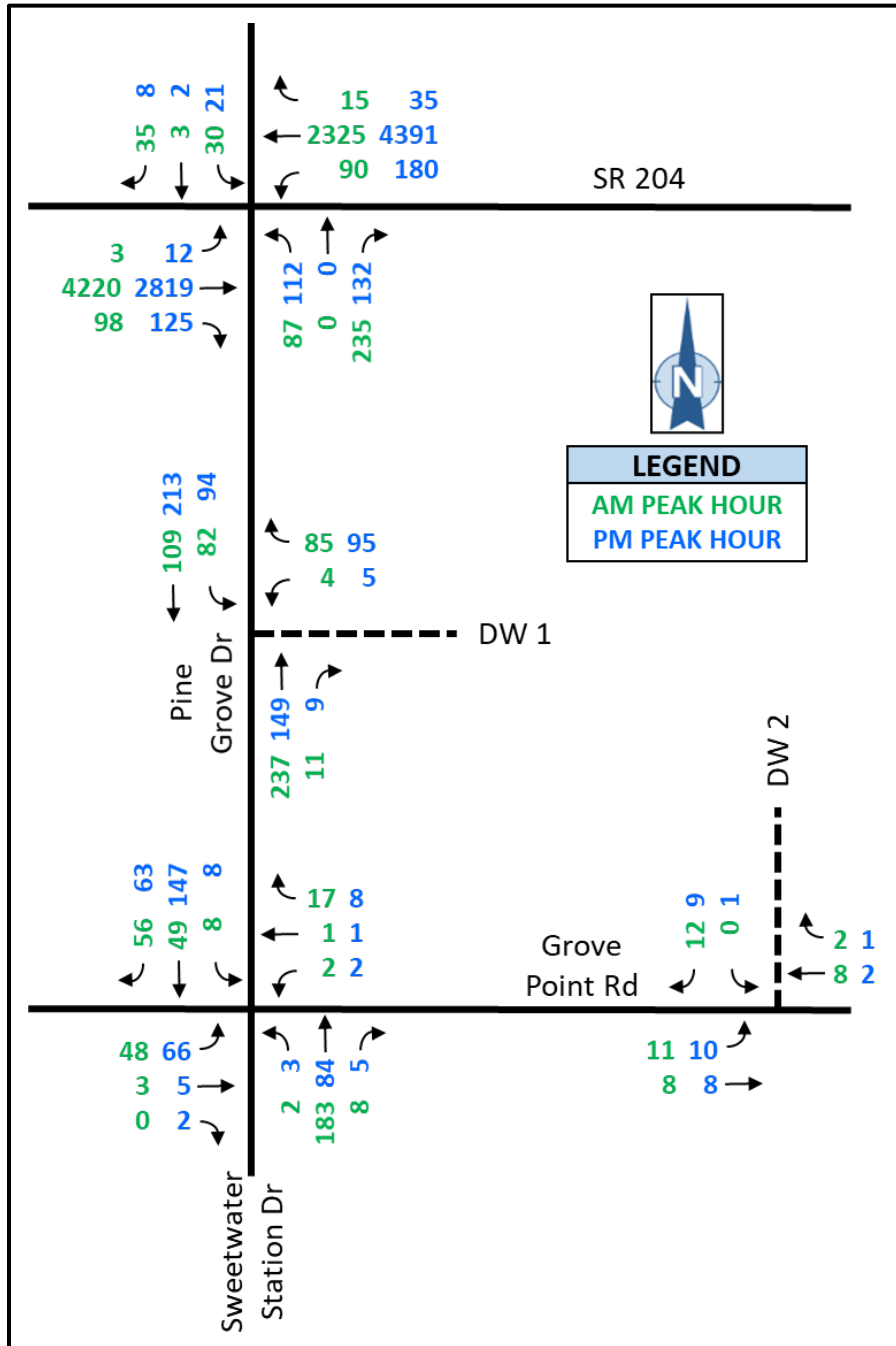 8 2 21
35 3 30
15 35
2325 4391
90 180
SR 204
3 12
4220 2819
98 125
112 0 132
87 0 235
N
LEGEND
AM PEAK HOUR
PM PEAK HOUR
213 94
109 82
85 95
4 5
DW 1
Pine
Grove Dr
149 9
237 11
DW 2
63 147 8
56 49 8
17 8
1 1
2 2
Grove
Point Rd
9 1
12 0
2 1
8 2
48 66
3 5
0 2
3 84 5
2 183 8
11 10
8 8
Sweetwater
Station Dr